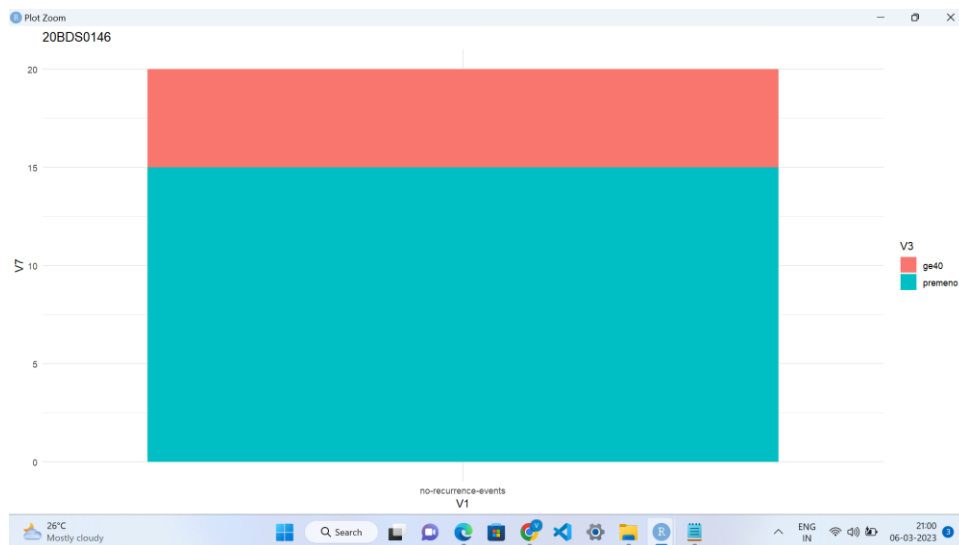 Plot Zoom
20BDS0146
20
15
V7
10
5
0
no-recurrence-events
V1
V3
ge40
premeno
26°C
Mostly cloudy
Search
ENG
IN
21:00
06-03-2023
3